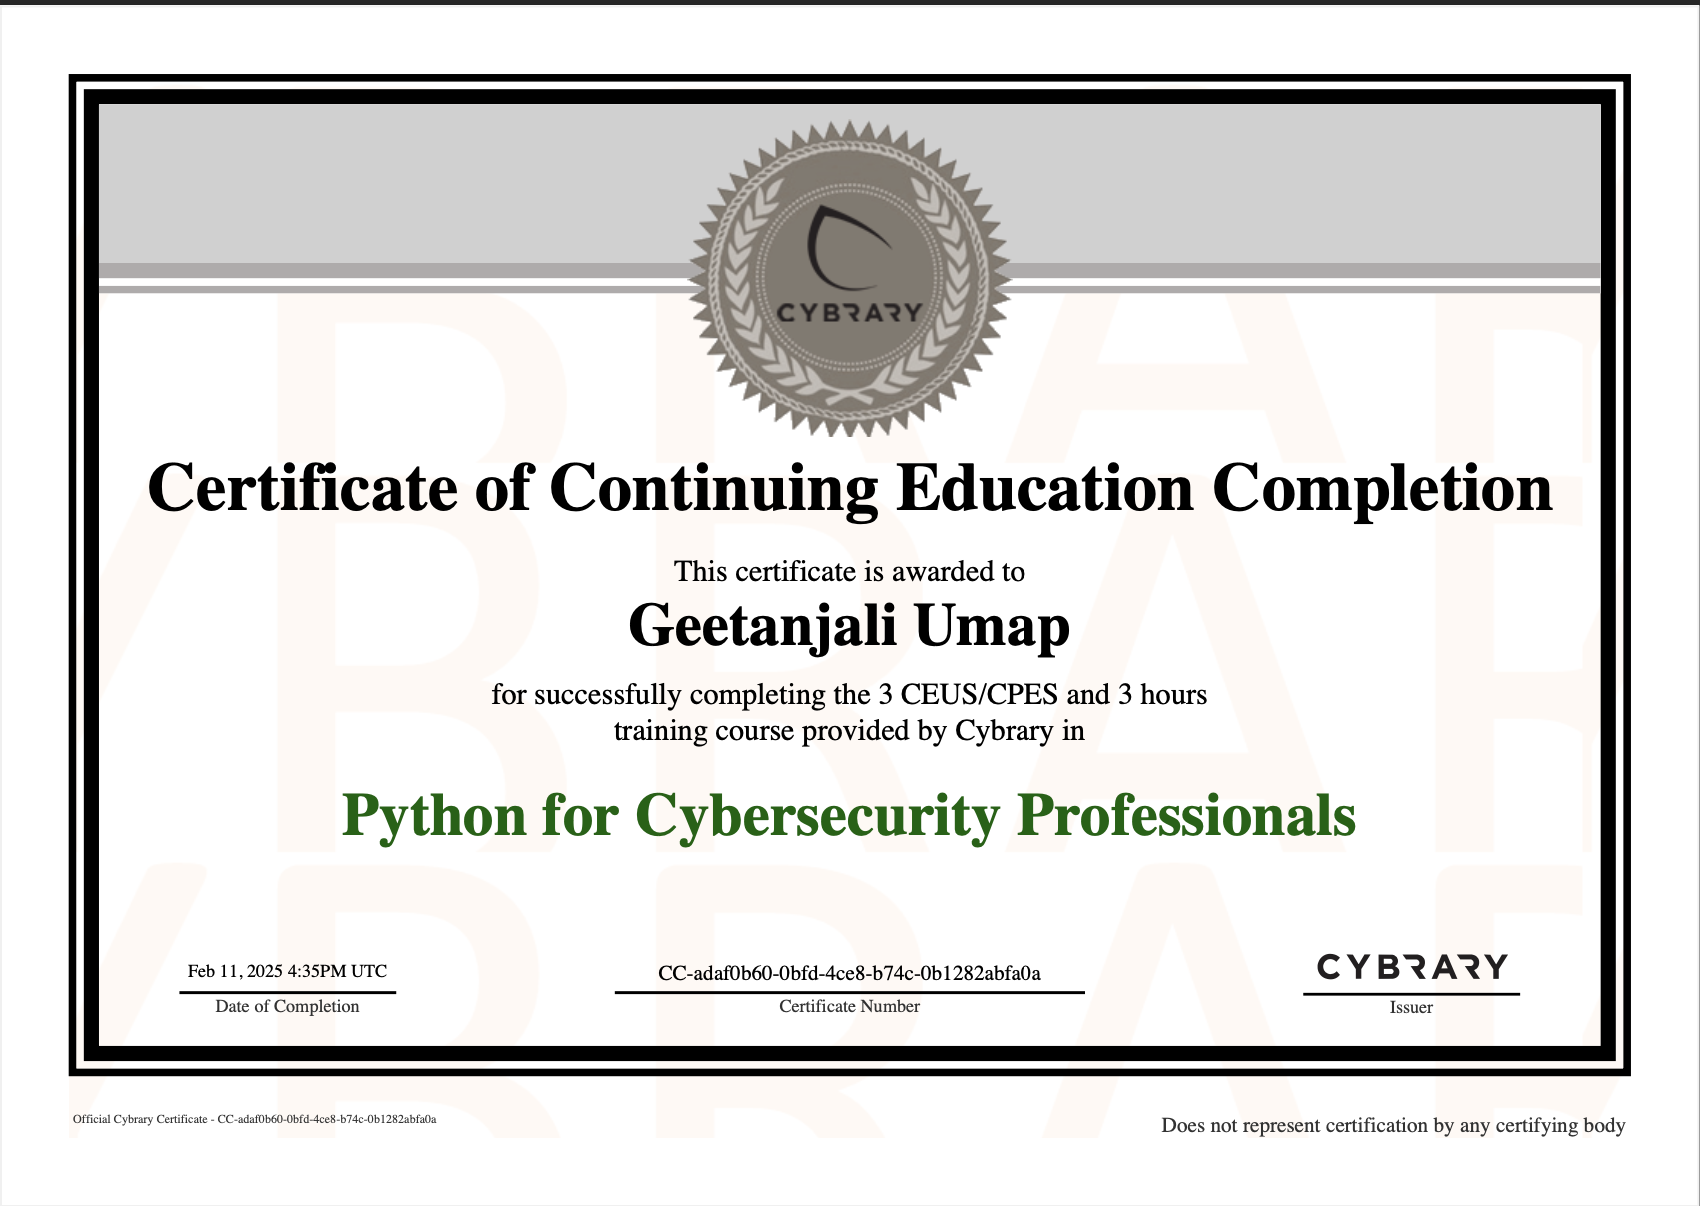 CYBRARY
Certificate of Continuing Education Completion
This certificate is awarded to
Geetanjali Umap
for successfully completing the 3 CEUS/CPES and 3 hours
training course provided by Cybrary in
Python for Cybersecurity Professionals
Feb 11, 2025 4:35PM UTC
Date of Completion
CC-adaf0b60-0bfd-4ce8-b74c-0b1282abfa0a
Certificate Number
CYBRARY
Issuer
Official Cybrary Certificate - CC-adaf0b60-0bfd-4ce8-b74c-0b1282abfa0a
Does not represent certification by any certifying body